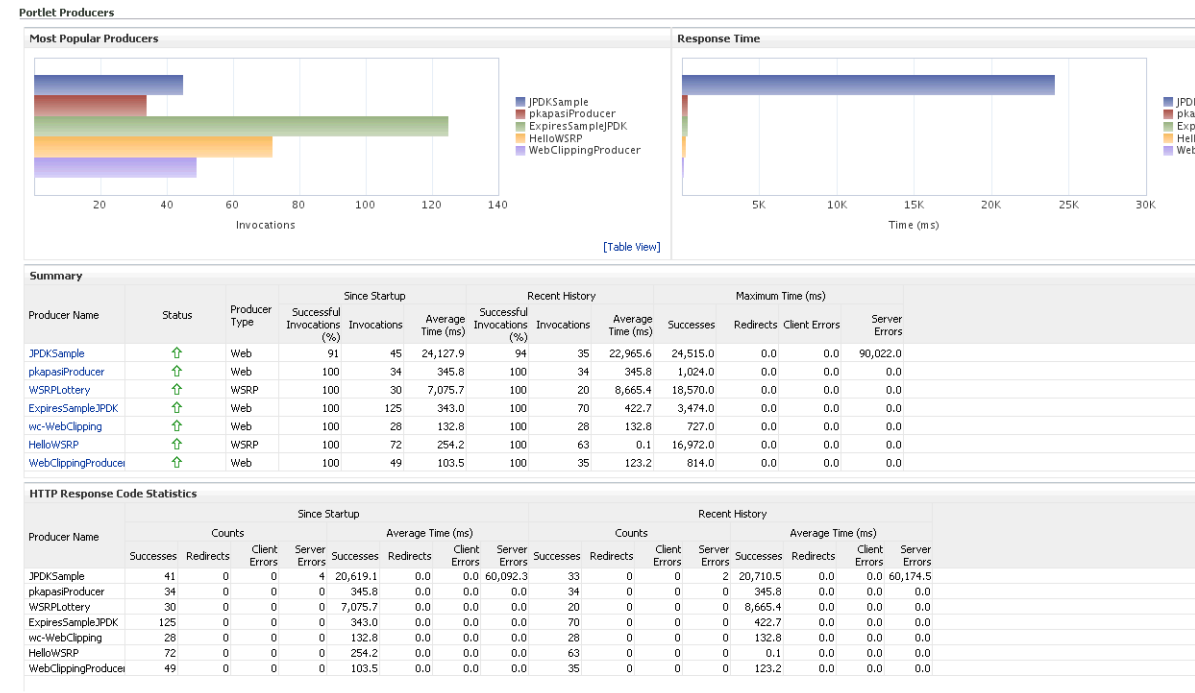 Portlet Producers
Most Popular Producers
JPDKSample
pkapasiProducer
ExpiresSampleJPDK
HelloWSRP
WebClippingProducer
20 40 60 80 100 120 140
Invocations
[Table View]
Response Time
JPD
pka
Exp
Hell
Web
5K 10K 15K 20K 25K 30K
Time (ms)
Summary
Since Startup Recent History Maximum Time (ms)
Producer Name Status Producer Type Successful Invocations (%) Invocations Average Time (ms) Successful Invocations (%) Invocations Average Time (ms) Successes Redirects Client Errors Server Errors
JPDKSample Web 91 45 24,127.9 94 35 22,965.6 24,515.0 0.0 0.0 90,022.0
pkapasiProducer Web 100 34 345.8 100 34 345.8 1,024.0 0.0 0.0 0.0
WSRPLottery WSRP 100 30 7,075.7 100 20 8,665.4 18,570.0 0.0 0.0 0.0
ExpiresSampleJPDK Web 100 125 343.0 100 70 422.7 3,474.0 0.0 0.0 0.0
wc-WebClipping Web 100 28 132.8 100 28 132.8 727.0 0.0 0.0 0.0
HelloWSRP WSRP 100 72 254.2 100 63 0.1 16,972.0 0.0 0.0 0.0
WebClippingProducer Web 100 49 103.5 100 35 123.2 814.0 0.0 0.0 0.0
HTTP Response Code Statistics
Since Startup Recent History
Counts Average Time (ms) Counts Average Time (ms)
Producer Name Successes Redirects Client Errors Server Errors Successes Redirects Client Errors Server Errors Successes Redirects Client Errors Server Errors Successes Redirects Client Errors Server Errors
JPDKSample 41 0 0 4 20,619.1 0.0 0.0 60,092.3 33 0 0 2 20,710.5 0.0 0.0 60,174.5
pkapasiProducer 34 0 0 0 345.8 0.0 0.0 0.0 34 0 0 0 345.8 0.0 0.0 0.0
WSRPLottery 30 0 0 0 7,075.7 0.0 0.0 0.0 20 0 0 0 8,665.4 0.0 0.0 0.0
ExpiresSampleJPDK 125 0 0 0 343.0 0.0 0.0 0.0 70 0 0 0 422.7 0.0 0.0 0.0
wc-WebClipping 28 0 0 0 132.8 0.0 0.0 0.0 28 0 0 0 132.8 0.0 0.0 0.0
HelloWSRP 72 0 0 0 254.2 0.0 0.0 0.0 63 0 0 0 0.1 0.0 0.0 0.0
WebClippingProducer 49 0 0 0 103.5 0.0 0.0 0.0 35 0 0 0 123.2 0.0 0.0 0.0